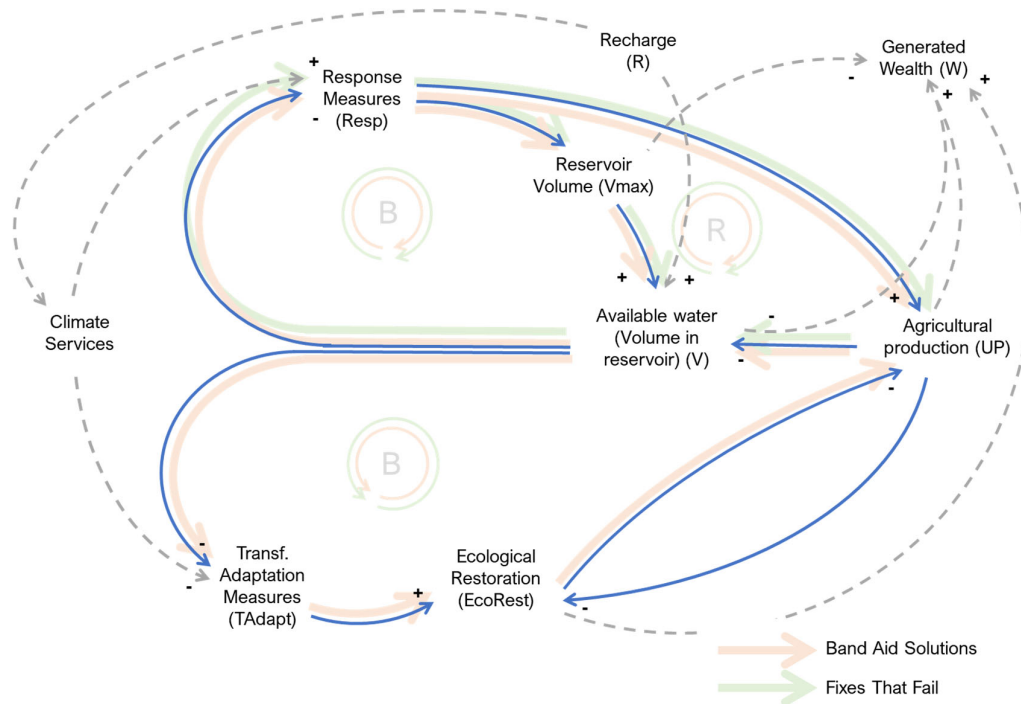 Recharge
(R)
Generated
Wealth (W)
-
+
+
+
Response
Measures
(Resp)
-
Reservoir
Volume (Vmax)
B
R
+
+
Climate
Services
Available water
(Volume in
reservoir) (V)
-
-
+
Agricultural
production (UP)
-
B
-
-
Transf.
Adaptation
Measures
(TAdapt)
+
Ecological
Restoration
(EcoRest)
-
Band Aid Solutions
Fixes That Fail